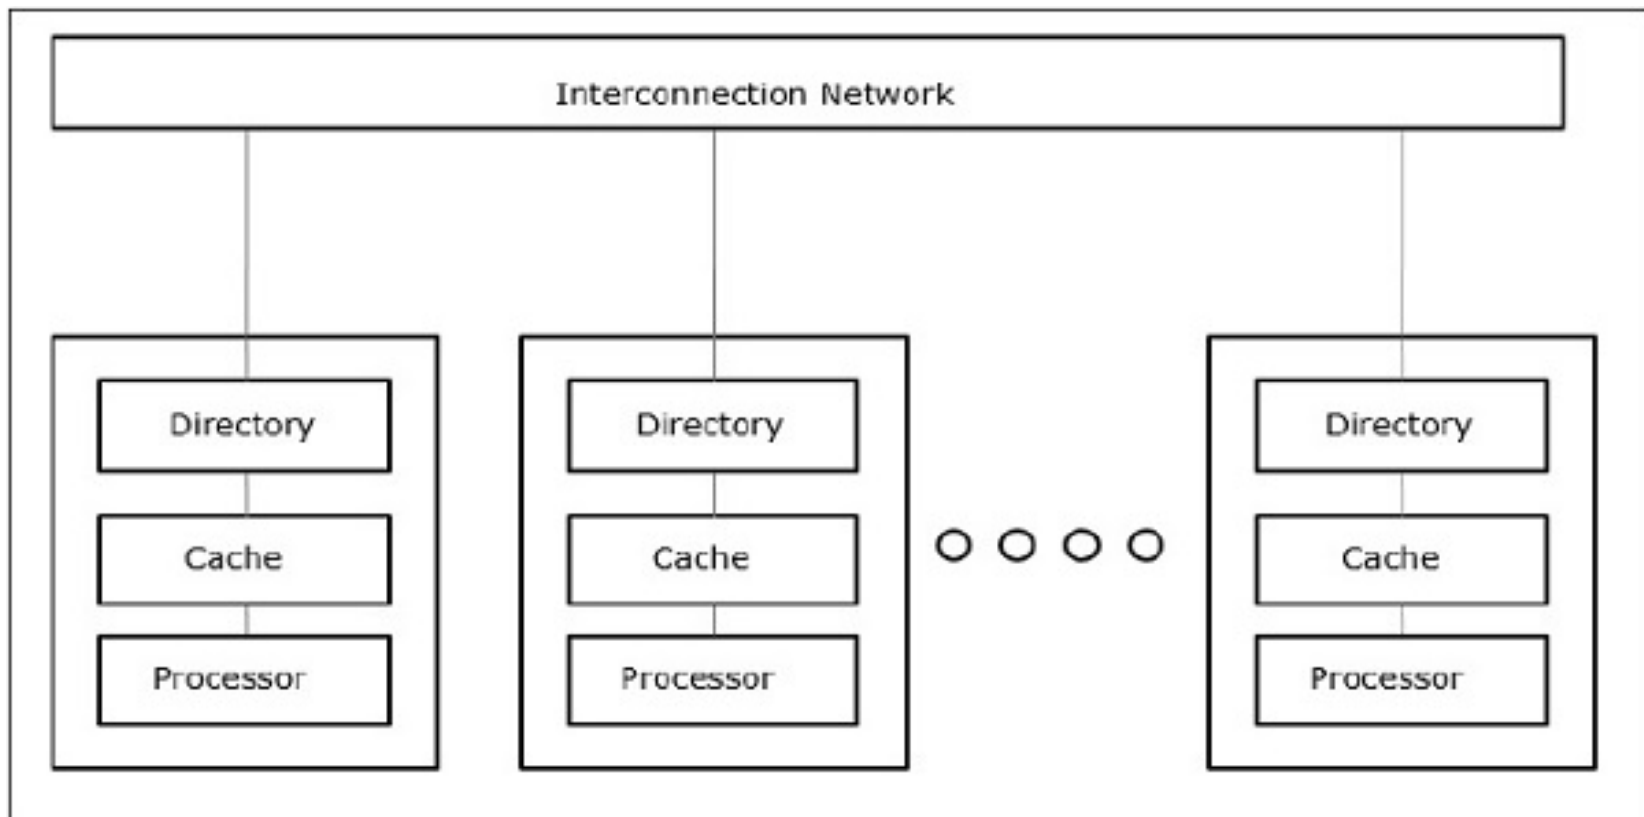 Interconnection Network
Directory
Cache
Processor
Directory
Cache
Processor
Directory
Cache
Processor